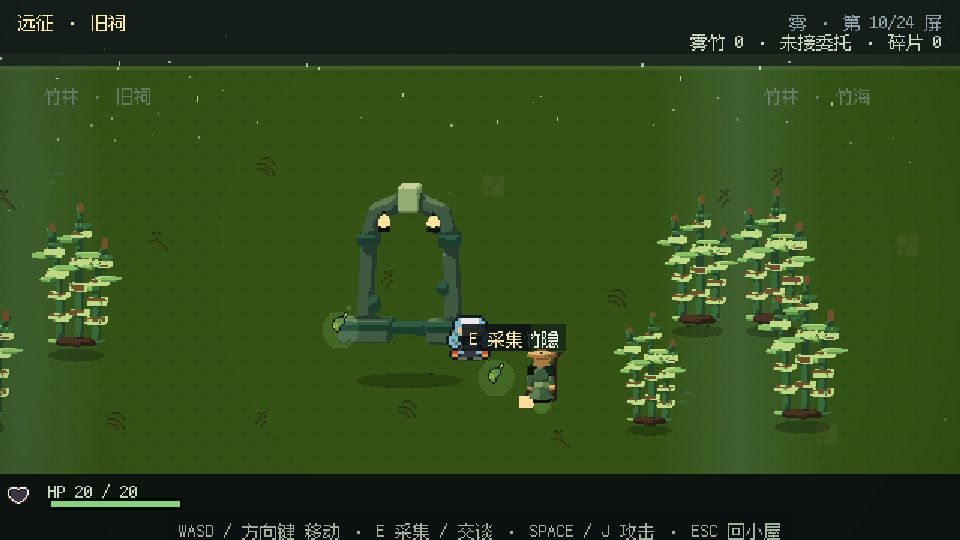 远征 · 旧祠
雾 · 第 10/24 屏
雾竹 0 · 未接委托 · 碎片 0
竹林 · 旧祠
竹林 · 竹海
E 采集
竹隐
HP 20 / 20
WASD / 方向键 移动 · E 采集 / 交谈 · SPACE / J 攻击 · ESC 回小屋